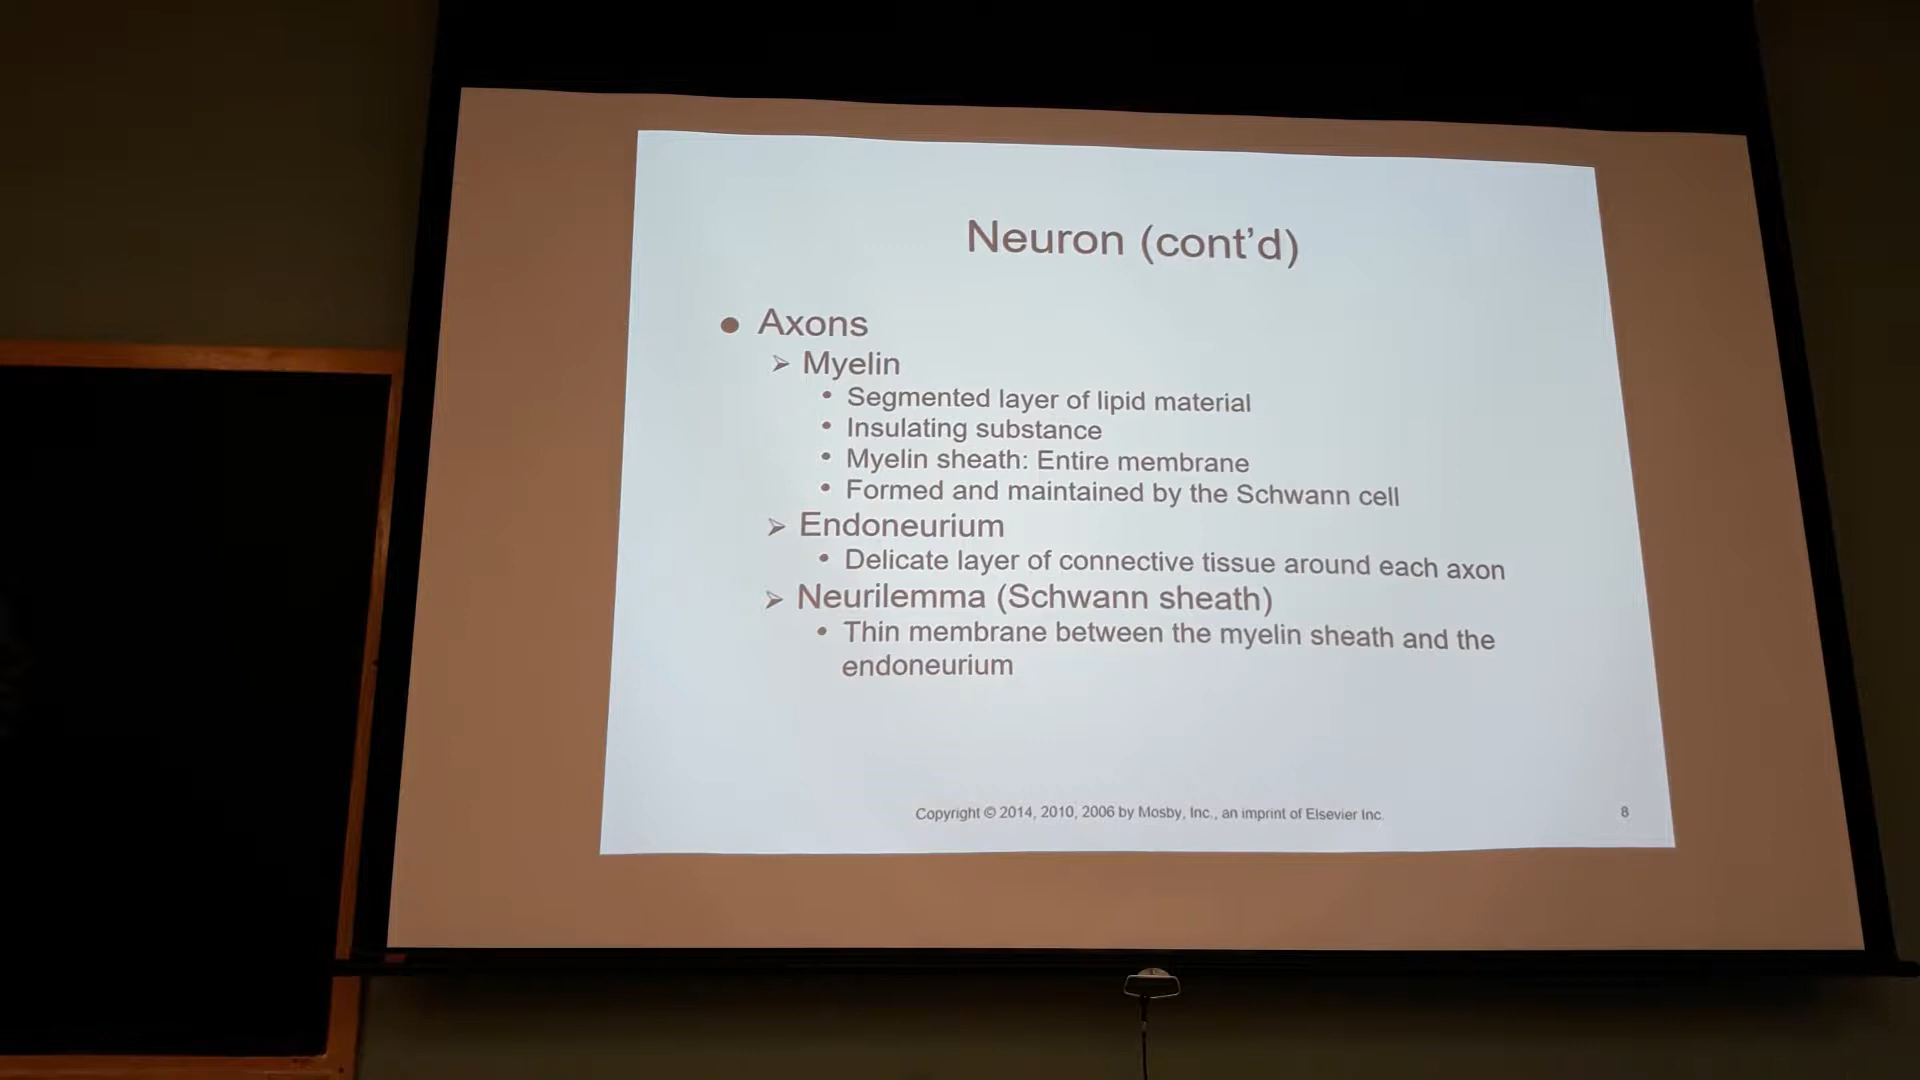 Neuron (cont’d)
● Axons
➢ Myelin
• Segmented layer of lipid material
• Insulating substance
• Myelin sheath: Entire membrane
• Formed and maintained by the Schwann cell
➢ Endoneurium
• Delicate layer of connective tissue around each axon
➢ Neurilemma (Schwann sheath)
• Thin membrane between the myelin sheath and the
endoneurium
Copyright © 2014, 2010, 2006 by Mosby, Inc., an imprint of Elsevier Inc.
8